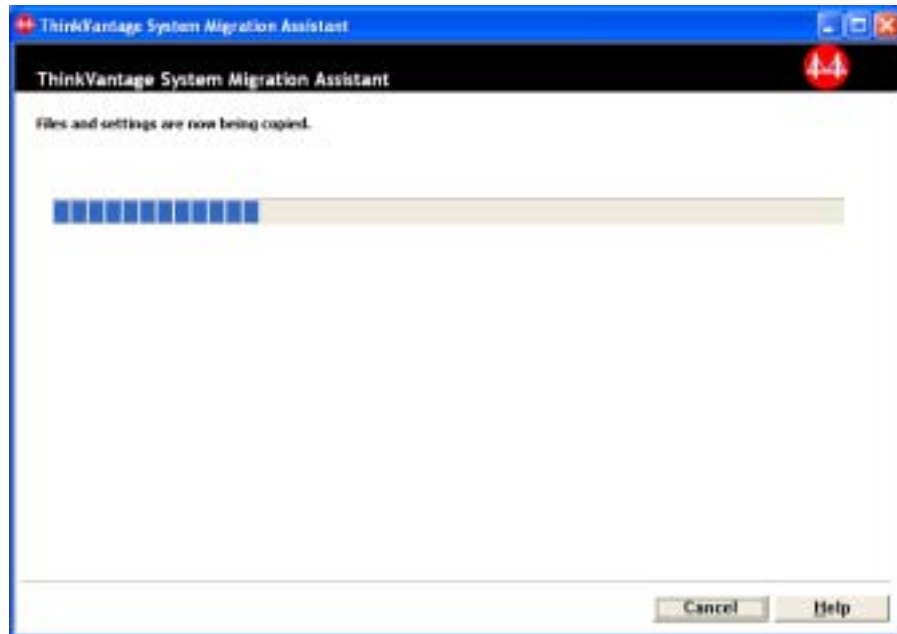 ThinkVantage System Migration Assistant
ThinkVantage System Migration Assistant
Files and settings are now being copied.
Cancel
Help